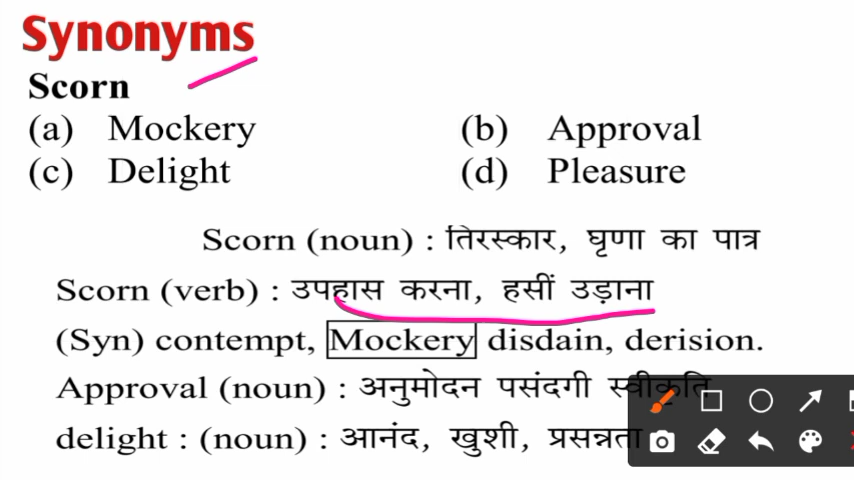 Synonyms
Scorn
(a) Mockery (b) Approval
(c) Delight (d) Pleasure
Scorn (noun) : तिरस्कार, घृणा का पात्र
Scorn (verb) : उपहास करना, हसीं उड़ाना
(Syn) contempt, Mockery disdain, derision.
Approval (noun) : अनुमोदन पसंदगी स्वीकृति
delight : (noun) : आनंद, खुशी, प्रसन्नता